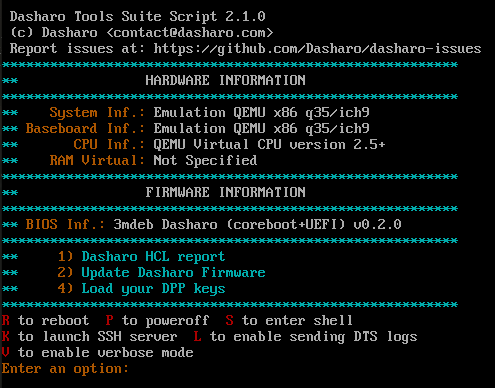 Dasharo Tools Suite Script 2.1.0
(c) Dasharo <contact@dasharo.com>
Report issues at: https://github.com/Dasharo/dasharo-issues
*********************************************************
** HARDWARE INFORMATION
*********************************************************
** System Inf.: Emulation QEMU x86 q35/ich9
** Baseboard Inf.: Emulation QEMU x86 q35/ich9
** CPU Inf.: QEMU Virtual CPU version 2.5+
** RAM Virtual: Not Specified
*********************************************************
** FIRMWARE INFORMATION
*********************************************************
** BIOS Inf.: 3mdeb Dasharo (coreboot+UEFI) v0.2.0
*********************************************************
** 1) Dasharo HCL report
** 2) Update Dasharo Firmware
** 4) Load your DPP keys
*********************************************************
R to reboot P to poweroff S to enter shell
K to launch SSH server L to enable sending DTS logs
V to enable verbose mode
Enter an option: